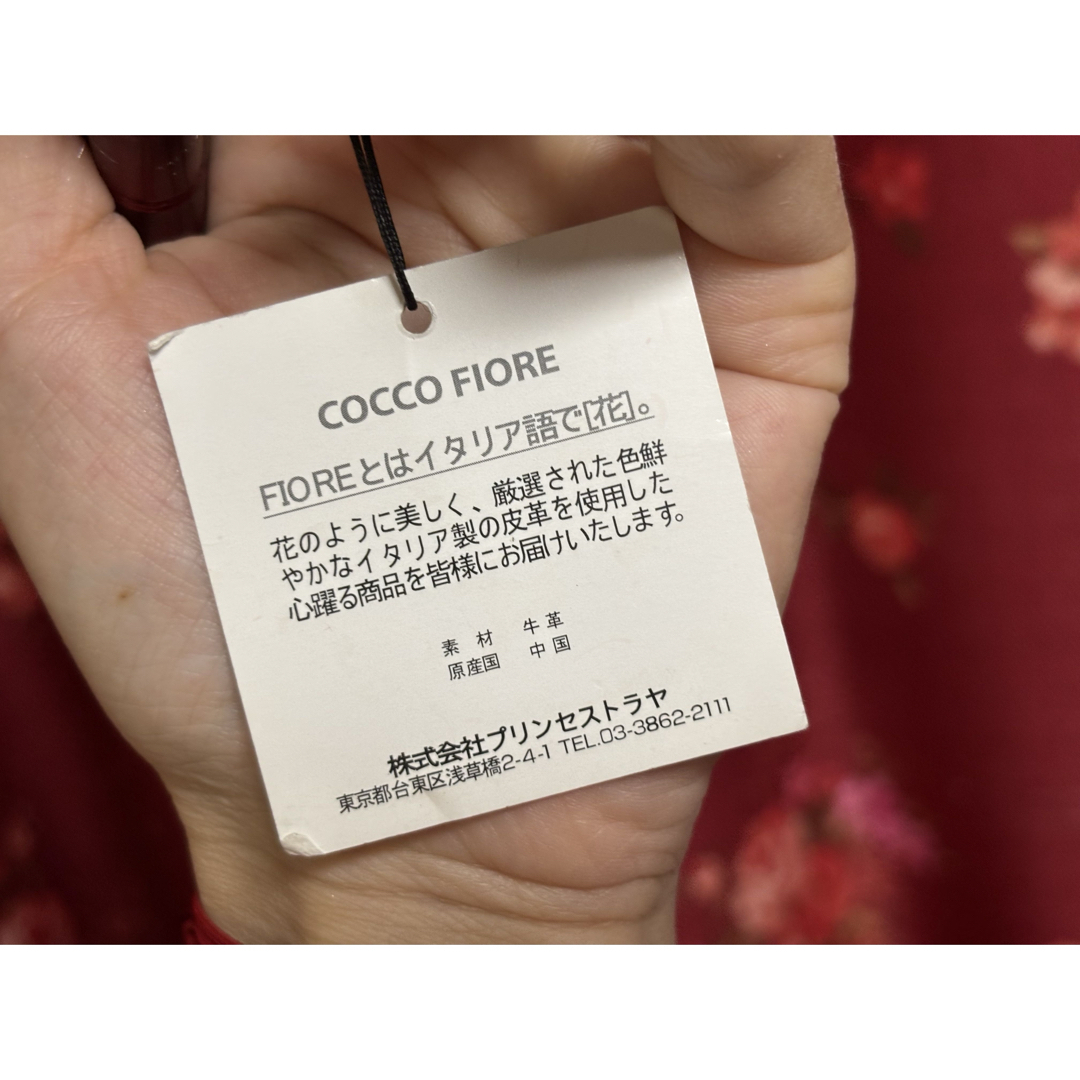 COCCO FIORE
FIOREとはイタリア語で[花]。
花のように美しく、厳選された色鮮
やかなイタリア製の皮革を使用した
心躍る商品を皆様にお届けいたします。
素 材 牛 革
原産国 中 国
株式会社プリンセストラヤ
東京都台東区浅草橋2-4-1 TEL.03-3862-2111